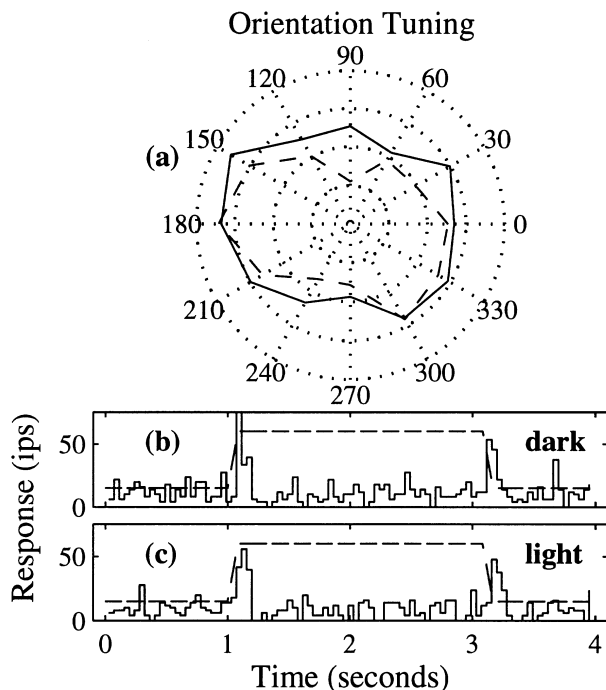 Orientation Tuning
90
120
60
150
(a)
30
180
0
210
330
240
300
270
Response (ips)
50
(b)
dark
0
50
(c)
light
0
0
1
2
3
4
Time (seconds)